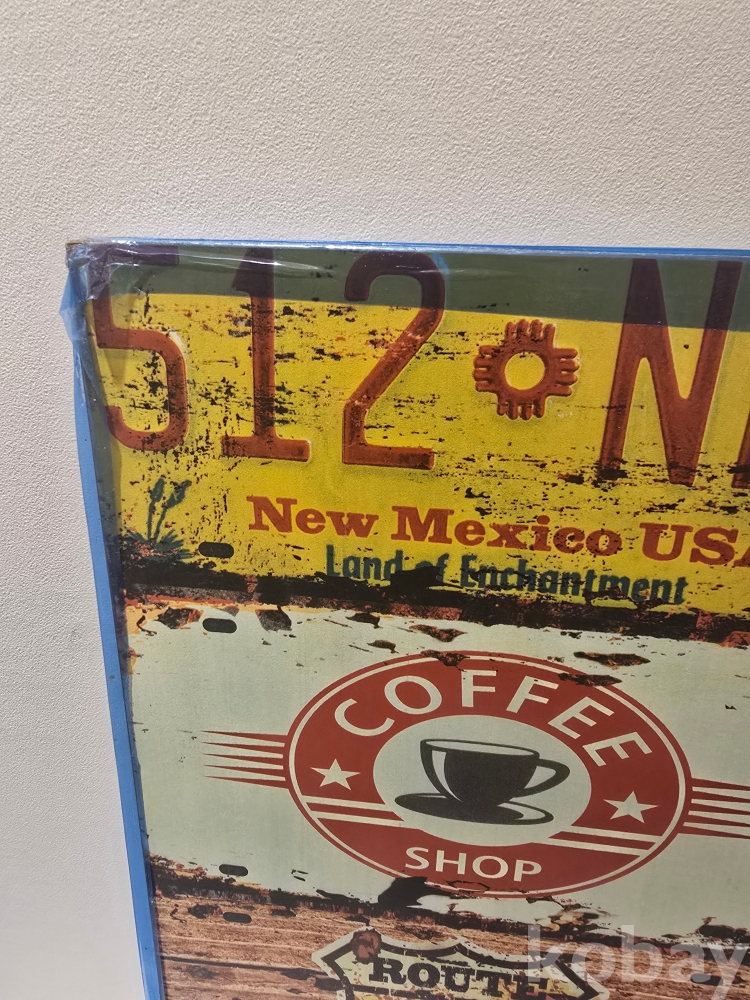 512 N
New Mexico USA
Land of Enchantment
COFFEE
SHOP
ROUTE
kobay